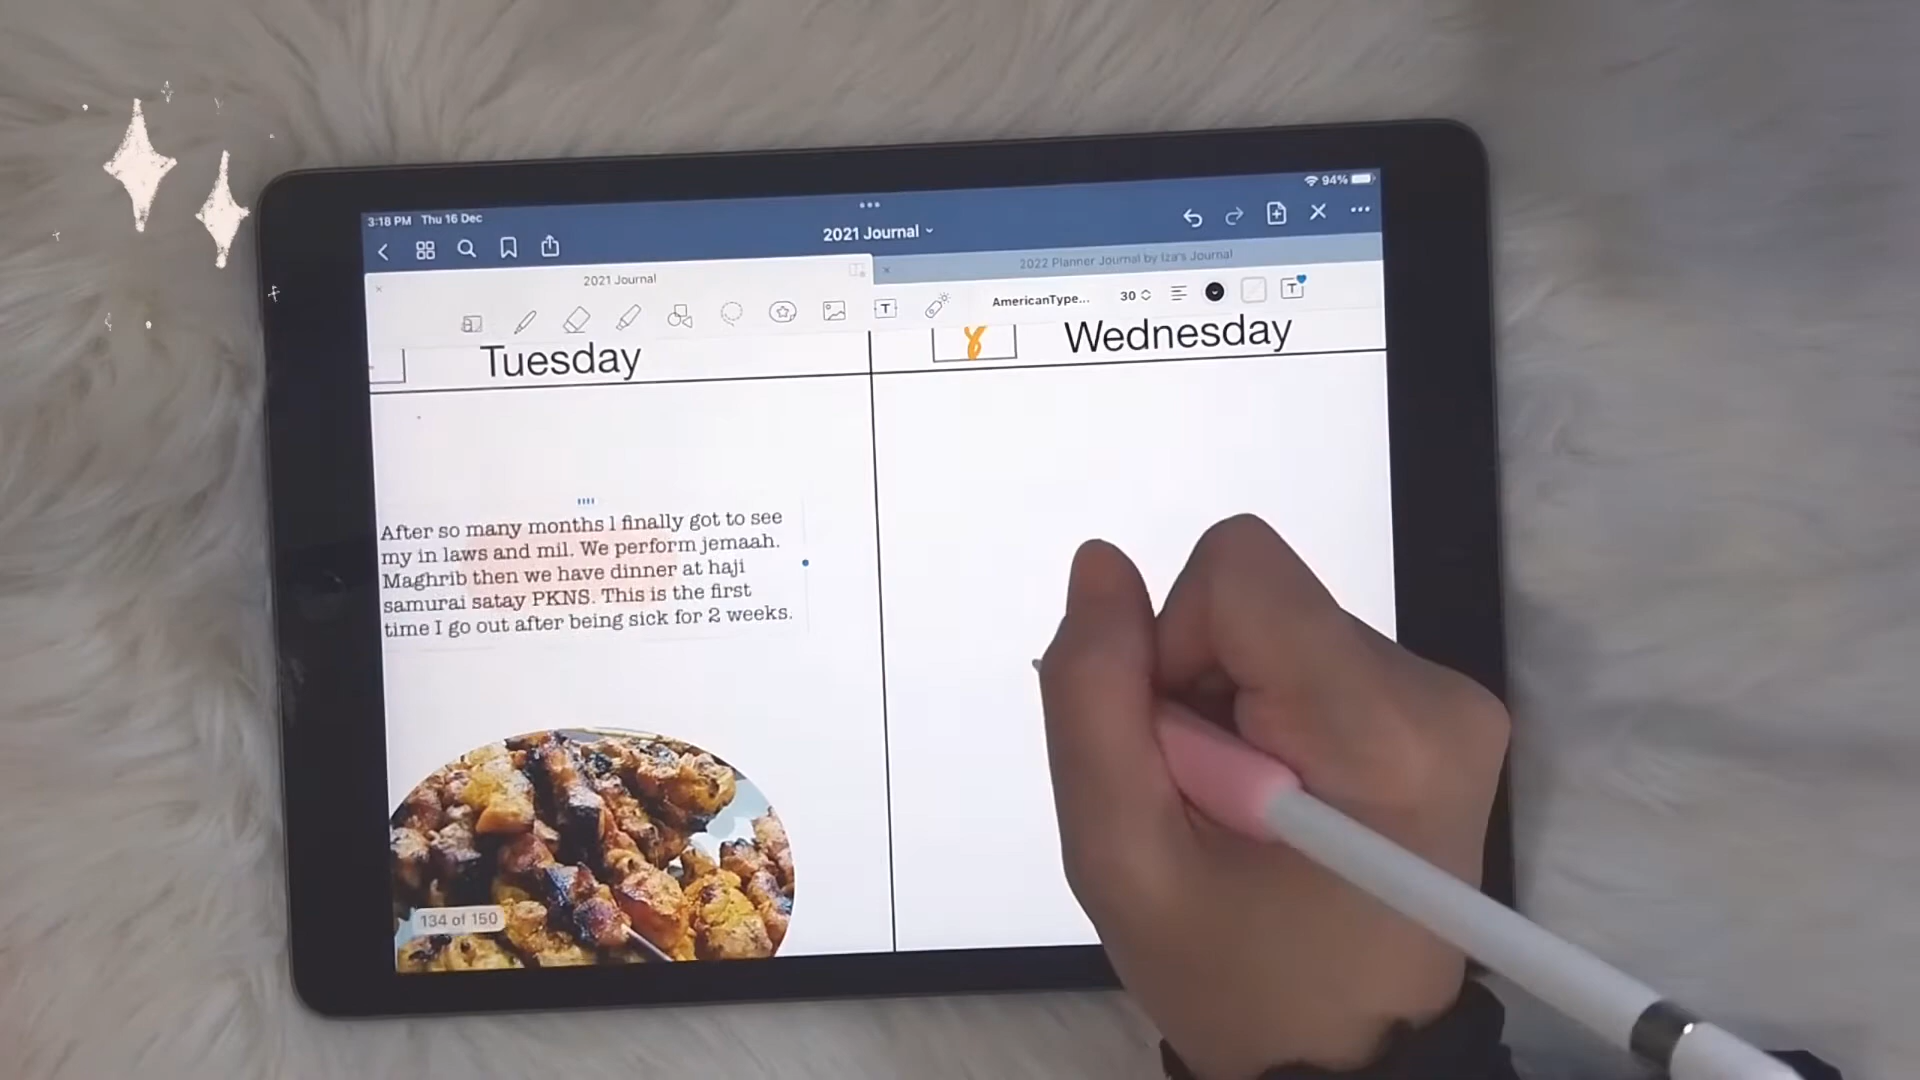 3:18 PM Thu 16 Dec
94%
2021 Journal
2021 Journal
2022 Planner Journal by Iza's Journal
AmericanType...
30
T
T
Tuesday
8
Wednesday
After so many months l finally got to see
my in laws and mil. We perform jemaah.
Maghrib then we have dinner at haji
samurai satay PKNS. This is the first
time I go out after being sick for 2 weeks.
134 of 150